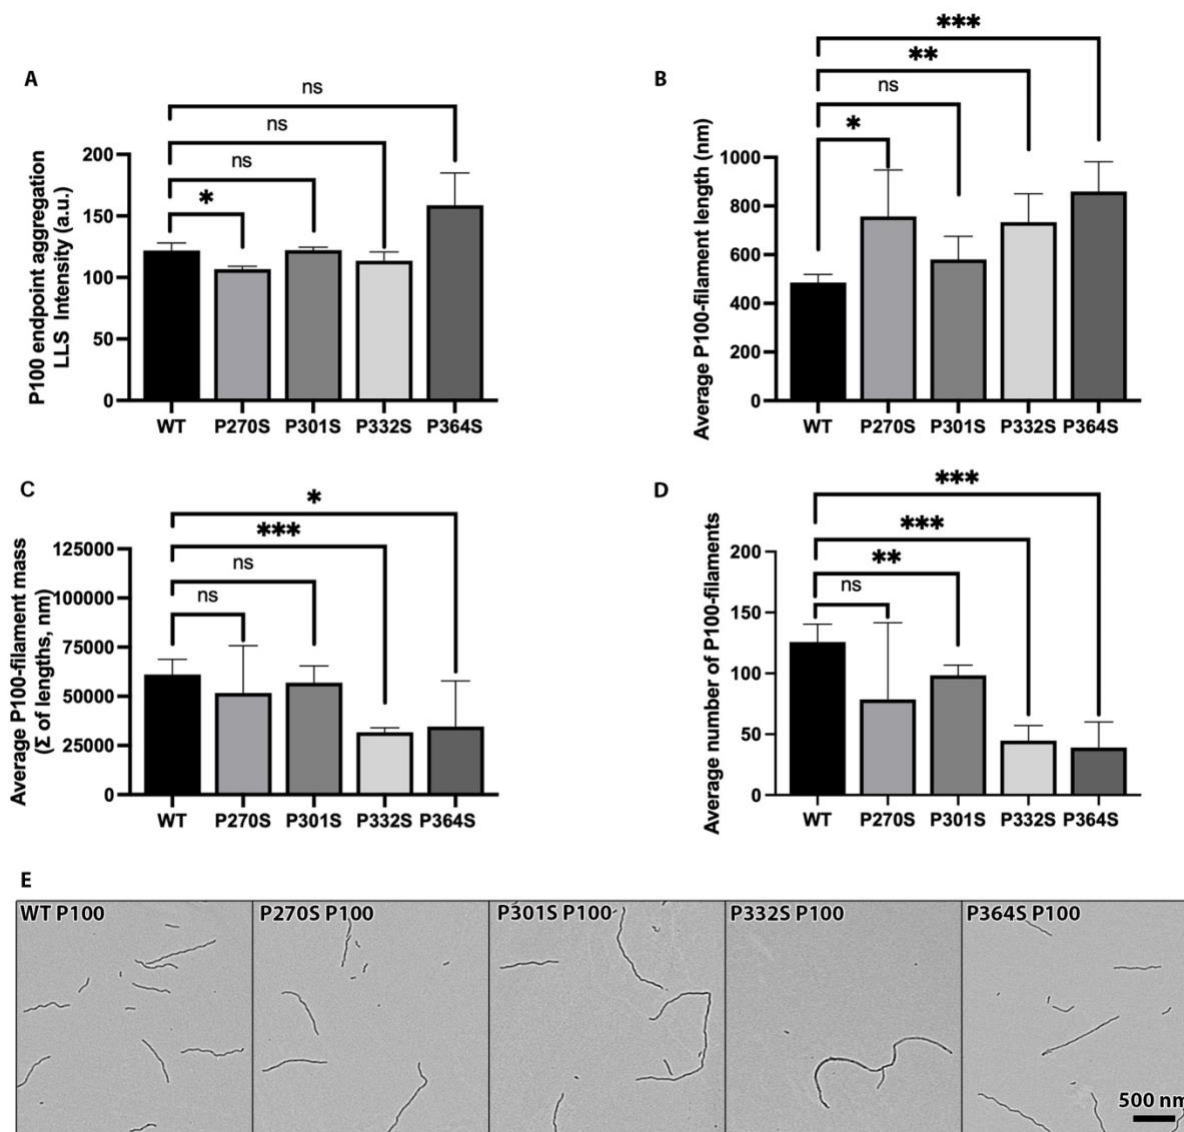 A
ns
ns
ns
*
200
150
100
50
0
P100 endpoint aggregation
LLS Intensity (a.u.)
WT P270S P301S P332S P364S
B
***
**
ns
*
1000
800
600
400
200
0
Average P100-filament length (nm)
WT P270S P301S P332S P364S
C
*
***
ns
ns
125000
100000
75000
50000
25000
0
Average P100-filament mass
(Σ of lengths, nm)
WT P270S P301S P332S P364S
D
***
***
**
ns
200
150
100
50
0
Average number of P100-filaments
WT P270S P301S P332S P364S
E
WT P100 P270S P100 P301S P100 P332S P100 P364S P100
500 nm